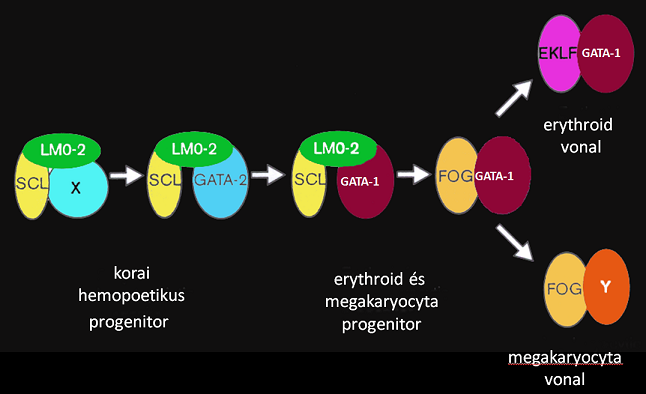 EKLF GATA-1
erythroid
vonal
LM0-2
SCL
X
LM0-2
SCL
GATA-2
LM0-2
SCL
GATA-1
FOG
GATA-1
korai
hemopoetikus
progenitor
erythroid és
megakaryocyta
progenitor
FOG
Y
megakaryocyta
vonal